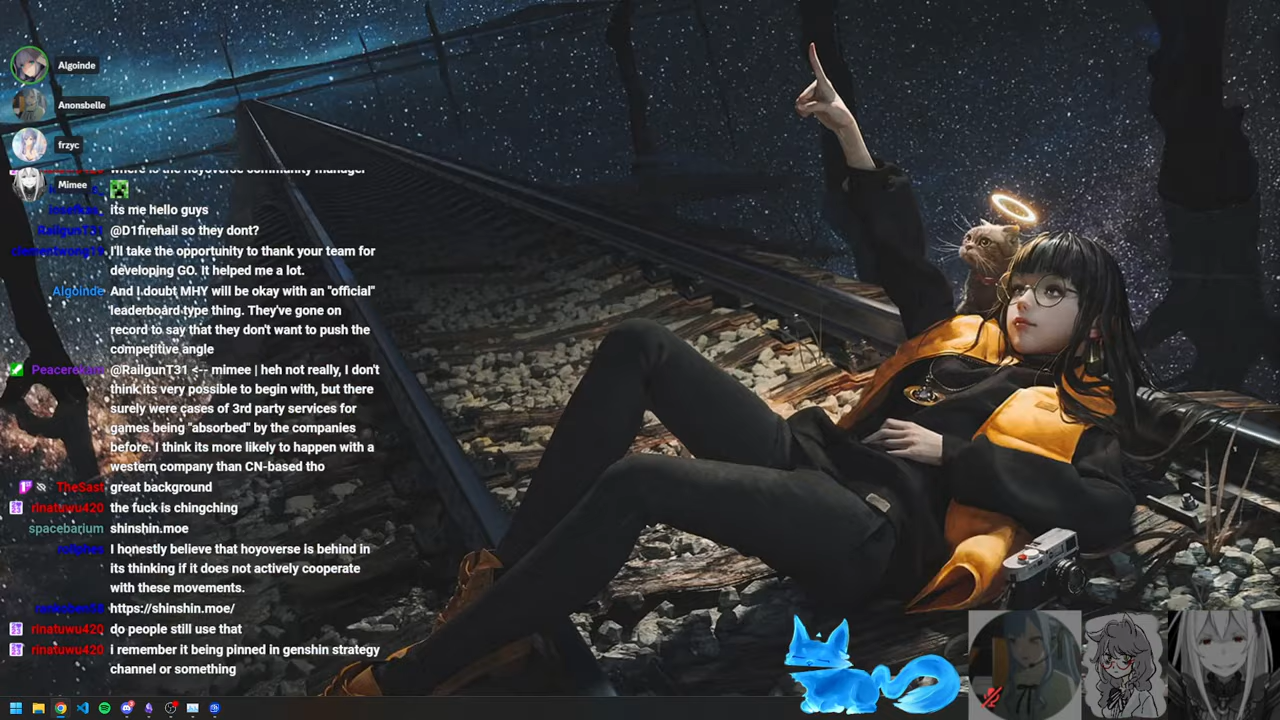 Algoinde
Anonsbelle
frzyc
where is the hoyoverse community manager
Mimee
its me hello guys
RailgunT31 @D1firehail so they dont?
I'll take the opportunity to thank your team for
developing GO. It helped me a lot.
Algoinde And I doubt MHY will be okay with an "official"
leaderboard type thing. They've gone on
record to say that they don't want to push the
competitive angle
@RailgunT31 <-- mimee | heh not really, I don't
think its very possible to begin with, but there
surely were cases of 3rd party services for
games being "absorbed" by the companies
before. I think its more likely to happen with a
western company than CN-based tho
TheSast great background
rinatuwu420 the fuck is chingching
spacebarium shinshin.moe
I honestly believe that hoyoverse is behind in
its thinking if it does not actively cooperate
with these movements.
https://shinshin.moe/
rinatuwu420 do people still use that
rinatuwu420 i remember it being pinned in genshin strategy
channel or something